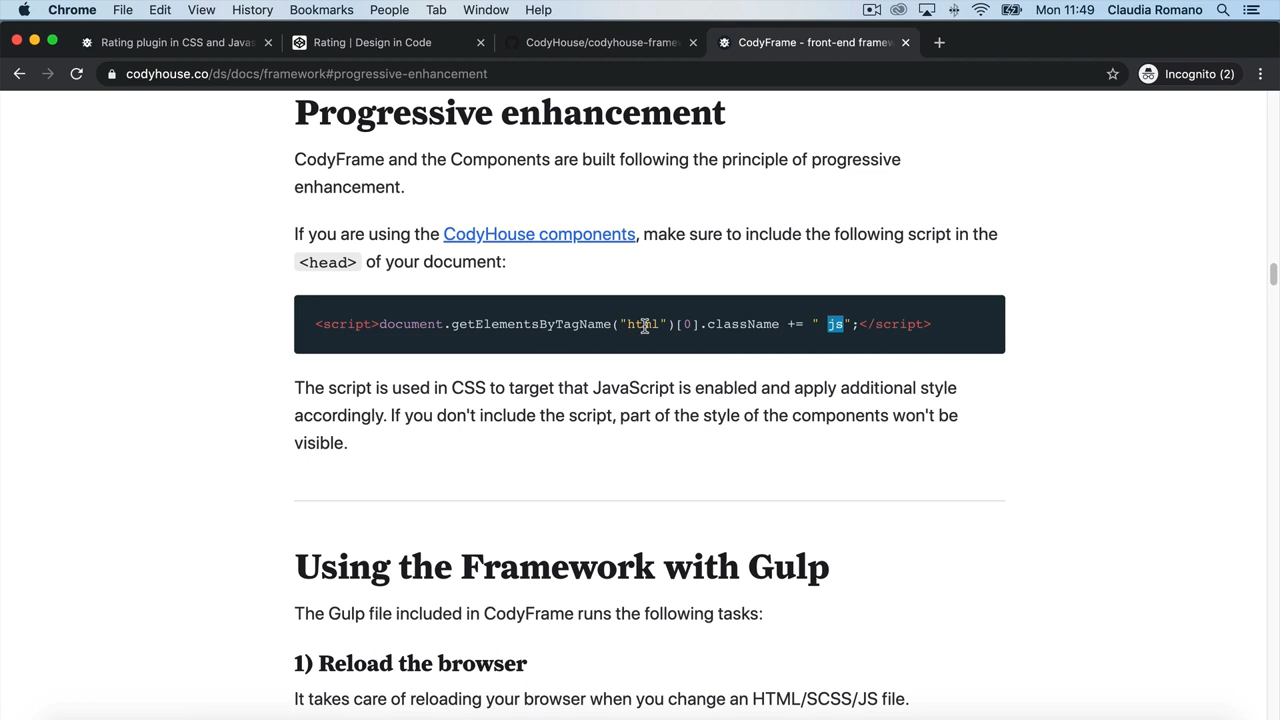 Chrome File Edit View History Bookmarks People Tab Window Help Mon 11:49 Claudia Romano
Rating plugin in CSS and Javas
Rating | Design in Code
CodyHouse/codyhouse-frame
CodyFrame - front-end framew
codyhouse.co/ds/docs/framework#progressive-enhancement
Incognito (2)
Progressive enhancement
CodyFrame and the Components are built following the principle of progressive
enhancement.
If you are using the CodyHouse components, make sure to include the following script in the
<head> of your document:
<script>document.getElementsByTagName("html")[0].className += " js";</script>
The script is used in CSS to target that JavaScript is enabled and apply additional style
accordingly. If you don't include the script, part of the style of the components won't be
visible.
Using the Framework with Gulp
The Gulp file included in CodyFrame runs the following tasks:
1) Reload the browser
It takes care of reloading your browser when you change an HTML/SCSS/JS file.